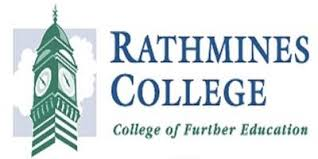 RATHMINES
COLLEGE
College of Further Education